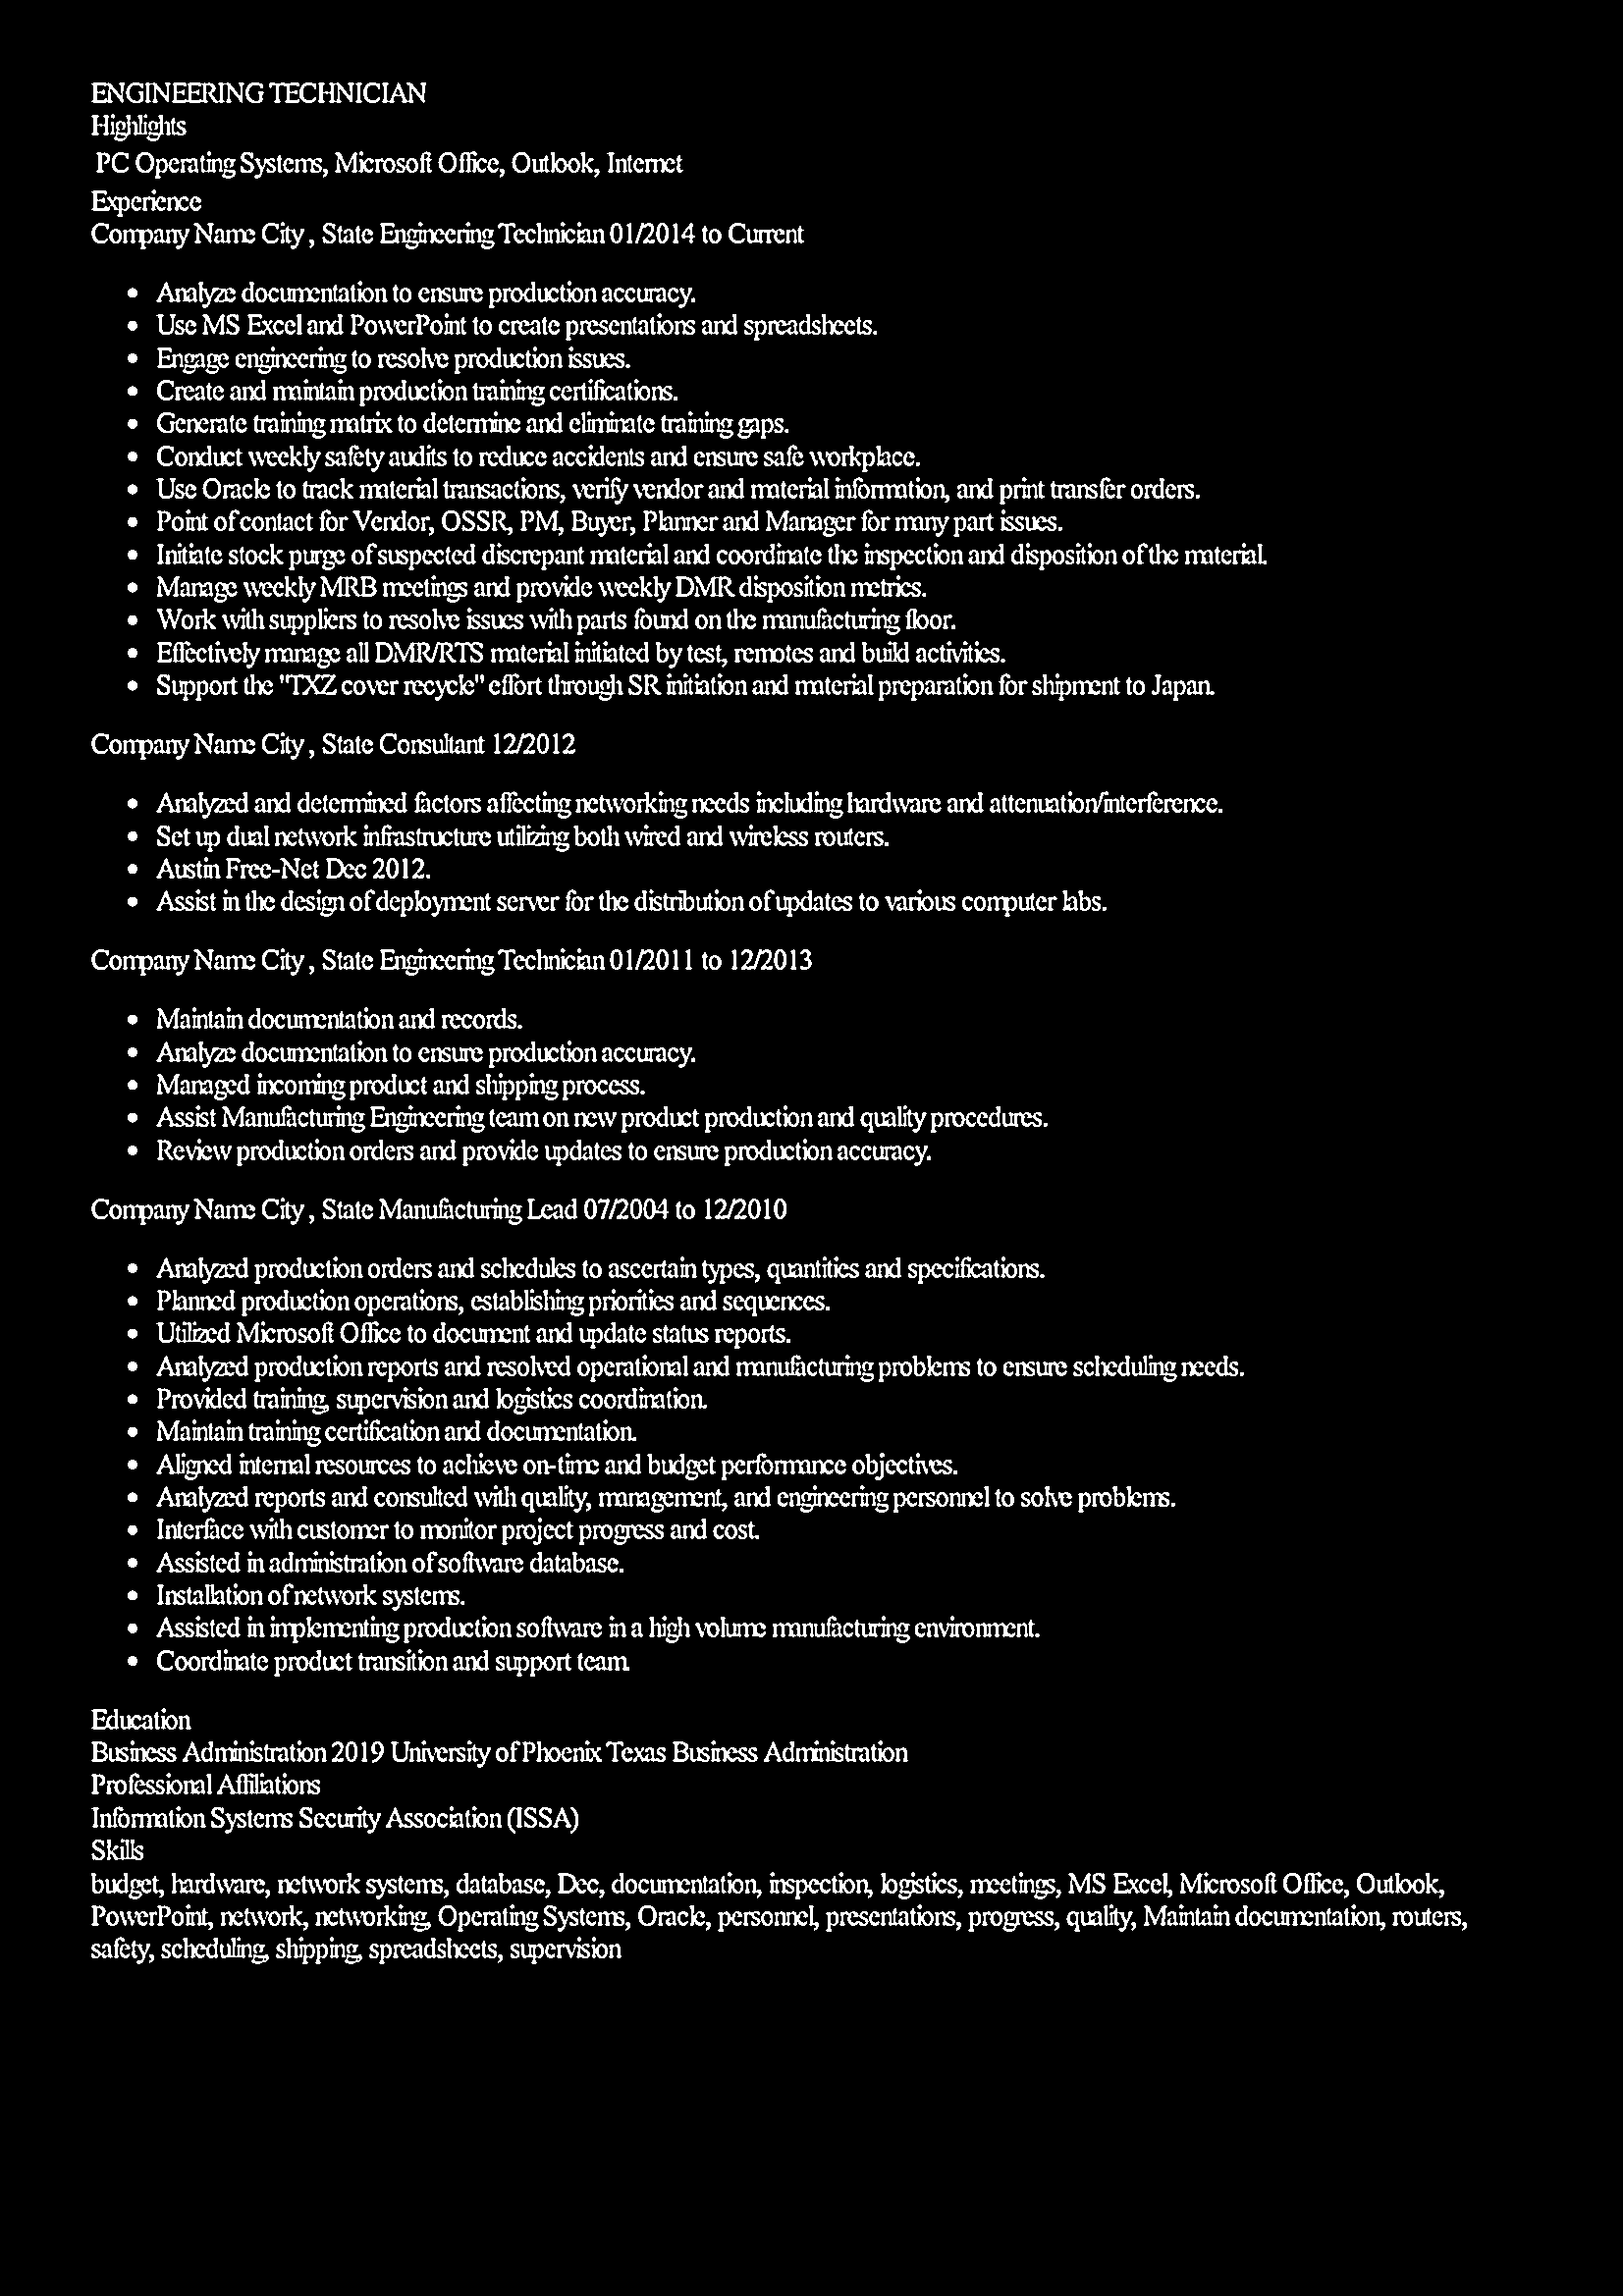 ENGINEERING TECHNICIAN
Highlights
PC Operating Systems, Microsoft Office, Outlook, Internet
Experience
Company Name City , State Engineering Technician 01/2014 to Current
• Analyze documentation to ensure production accuracy.
• Use MS Excel and PowerPoint to create presentations and spreadsheets.
• Engage engineering to resolve production issues.
• Create and maintain production training certifications.
• Generate training matrix to determine and eliminate training gaps.
• Conduct weekly safety audits to reduce accidents and ensure safe workplace.
• Use Oracle to track material transactions, verify vendor and material information, and print transfer orders.
• Point of contact for Vendor, OSSR, PM, Buyer, Planner and Manager for many part issues.
• Initiate stock purge of suspected discrepant material and coordinate the inspection and disposition of the material.
• Manage weekly MRB meetings and provide weekly DMR disposition metrics.
• Work with suppliers to resolve issues with parts found on the manufacturing floor.
• Effectively manage all DMR/RTS material initiated by test, remotes and build activities.
• Support the "TXZ cover recycle" effort through SR initiation and material preparation for shipment to Japan.
Company Name City , State Consultant 12/2012
• Analyzed and determined factors affecting networking needs including hardware and attenuation/interference.
• Set up dual network infrastructure utilizing both wired and wireless routers.
• Austin Free-Net Dec 2012.
• Assist in the design of deployment server for the distribution of updates to various computer labs.
Company Name City , State Engineering Technician 01/2011 to 12/2013
• Maintain documentation and records.
• Analyze documentation to ensure production accuracy.
• Managed incoming product and shipping process.
• Assist Manufacturing Engineering team on new product production and quality procedures.
• Review production orders and provide updates to ensure production accuracy.
Company Name City , State Manufacturing Lead 07/2004 to 12/2010
• Analyzed production orders and schedules to ascertain types, quantities and specifications.
• Planned production operations, establishing priorities and sequences.
• Utilized Microsoft Office to document and update status reports.
• Analyzed production reports and resolved operational and manufacturing problems to ensure scheduling needs.
• Provided training, supervision and logistics coordination.
• Maintain training certification and documentation.
• Aligned internal resources to achieve on-time and budget performance objectives.
• Analyzed reports and consulted with quality, management, and engineering personnel to solve problems.
• Interface with customer to monitor project progress and cost.
• Assisted in administration of software database.
• Installation of network systems.
• Assisted in implementing production software in a high volume manufacturing environment.
• Coordinate product transition and support team.
Education
Business Administration 2019 University of Phoenix Texas Business Administration
Professional Affiliations
Information Systems Security Association (ISSA)
Skills
budget, hardware, network systems, database, Dec, documentation, inspection, logistics, meetings, MS Excel, Microsoft Office, Outlook,
PowerPoint, network, networking, Operating Systems, Oracle, personnel, presentations, progress, quality, Maintain documentation, routers,
safety, scheduling, shipping, spreadsheets, supervision